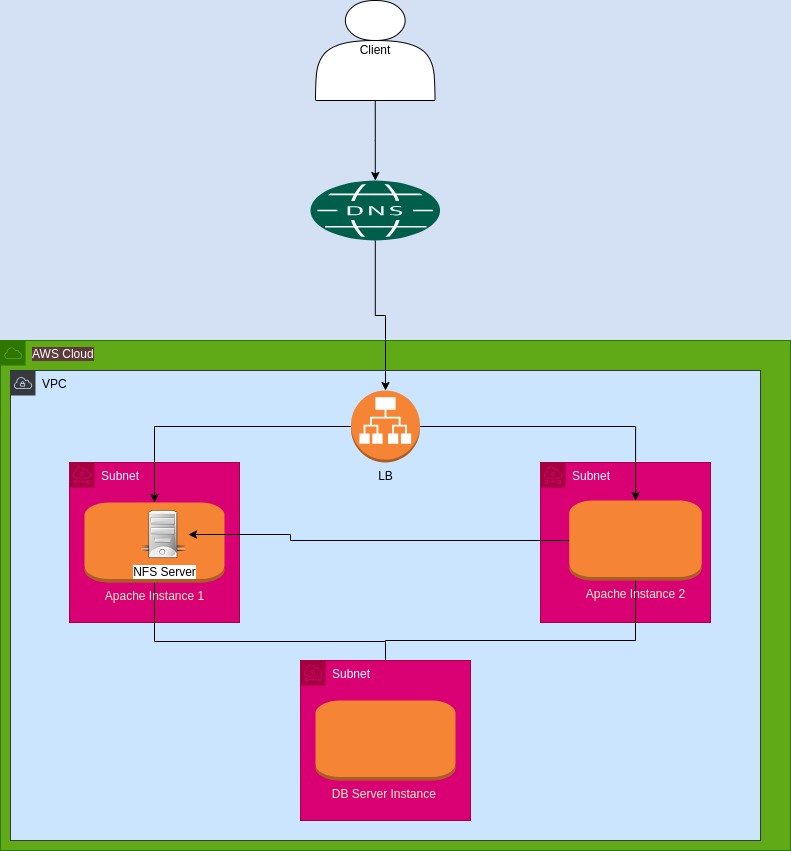 Client
DNS
AWS Cloud
VPC
LB
Subnet
Subnet
NFS Server
Apache Instance 1
Apache Instance 2
Subnet
DB Server Instance